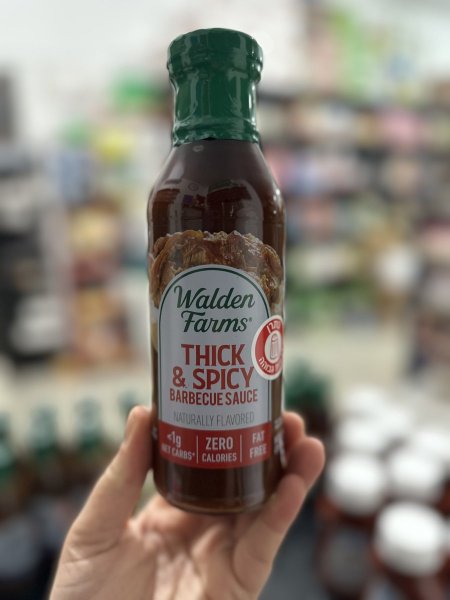 Walden
Farms®
THICK
& SPICY
BARBECUE SAUCE
NATURALLY FLAVORED
<1g
NET CARBS*
ZERO
CALORIES
FAT
FREE